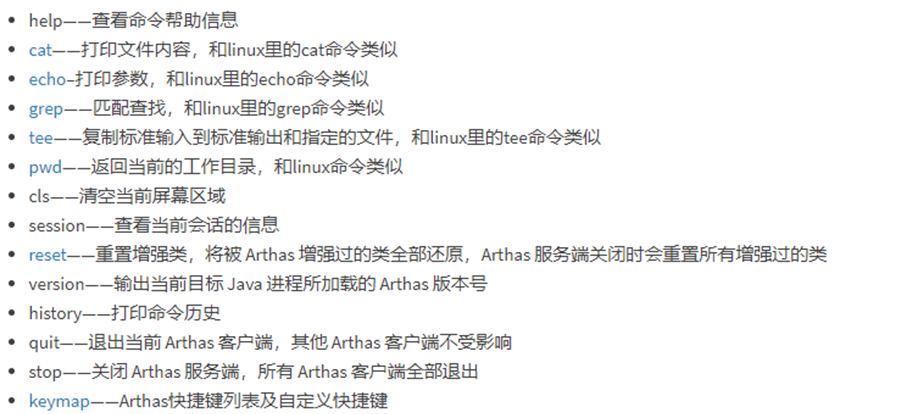 help——查看命令帮助信息
cat——打印文件内容，和linux里的cat命令类似
echo–打印参数，和linux里的echo命令类似
grep——匹配查找，和linux里的grep命令类似
tee——复制标准输入到标准输出和指定的文件，和linux里的tee命令类似
pwd——返回当前的工作目录，和linux命令类似
cls——清空当前屏幕区域
session——查看当前会话的信息
reset——重置增强类，将被 Arthas 增强过的类全部还原，Arthas 服务端关闭时会重置所有增强过的类
version——输出当前目标 Java 进程所加载的 Arthas 版本号
history——打印命令历史
quit——退出当前 Arthas 客户端，其他 Arthas 客户端不受影响
stop——关闭 Arthas 服务端，所有 Arthas 客户端全部退出
keymap——Arthas快捷键列表及自定义快捷键